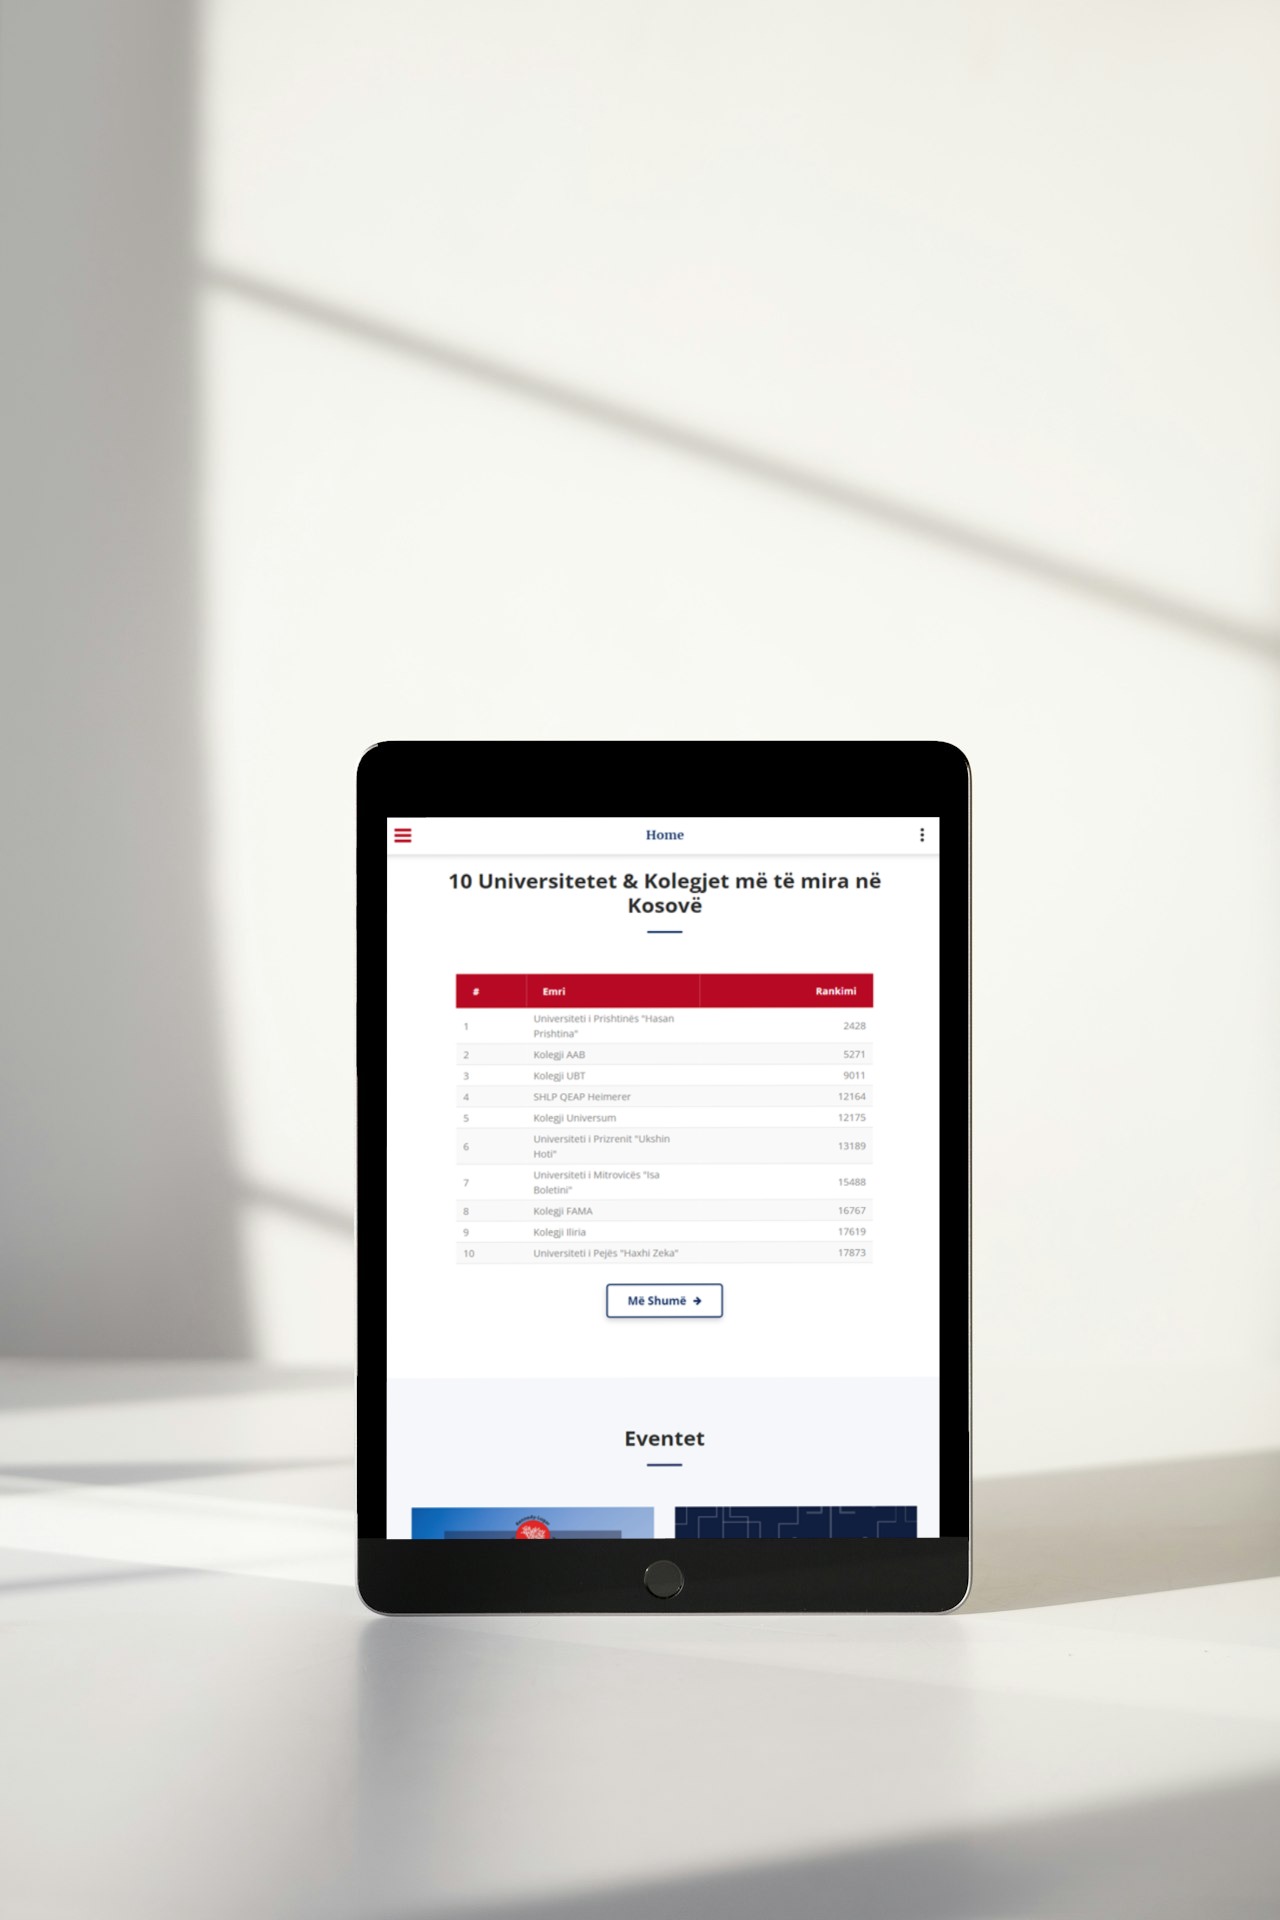 Home
10 Universitetet & Kolegjet më të mira në
Kosovë
# Emri Rankimi
1 Universiteti i Prishtinës "Hasan
Prishtina" 2428
2 Kolegji AAB 5271
3 Kolegji UBT 9011
4 SHLP QEAP Heimerer 12164
5 Kolegji Universum 12175
6 Universiteti i Prizrenit "Ukshin
Hoti" 13189
7 Universiteti i Mitrovicës "Isa
Boletini" 15488
8 Kolegji FAMA 16767
9 Kolegji Iliria 17619
10 Universiteti i Pejës "Haxhi Zeka" 17873
Më Shumë
Eventet